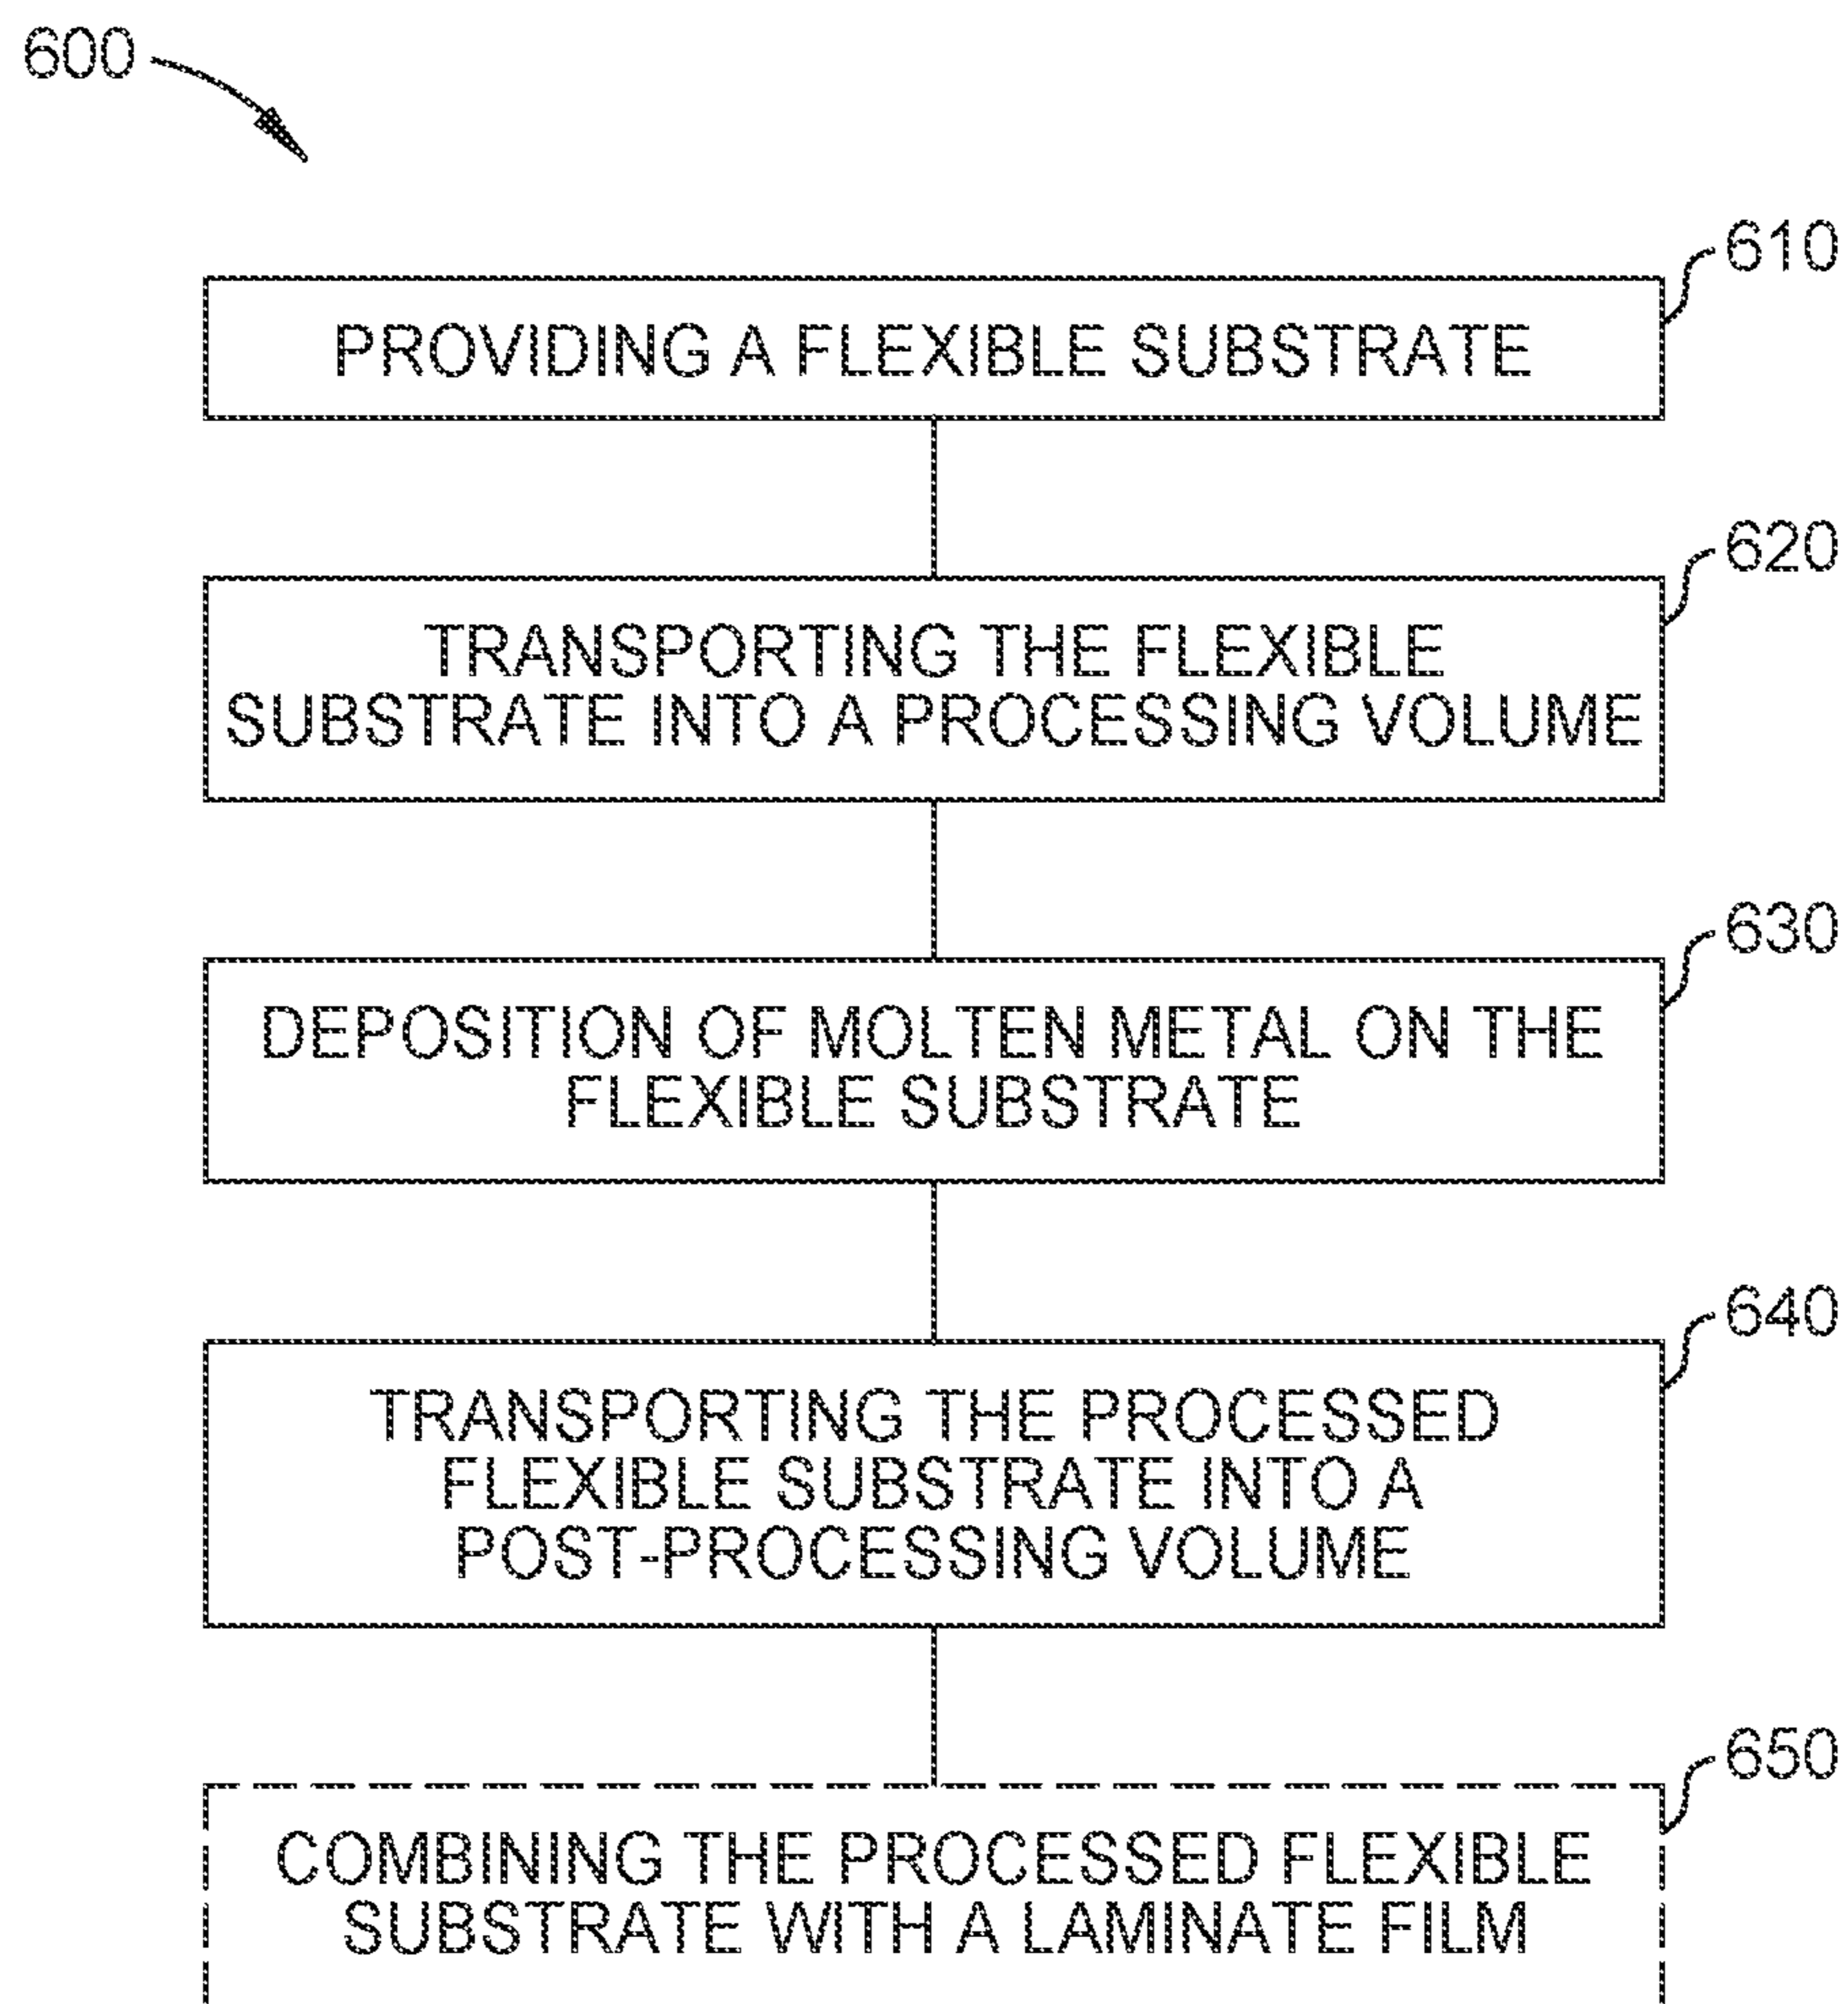 600
610
PROVIDING A FLEXIBLE SUBSTRATE
620
TRANSPORTING THE FLEXIBLE
SUBSTRATE INTO A PROCESSING VOLUME
630
DEPOSITION OF MOLTEN METAL ON THE
FLEXIBLE SUBSTRATE
640
TRANSPORTING THE PROCESSED
FLEXIBLE SUBSTRATE INTO A
POST-PROCESSING VOLUME
650
COMBINING THE PROCESSED FLEXIBLE
SUBSTRATE WITH A LAMINATE FILM